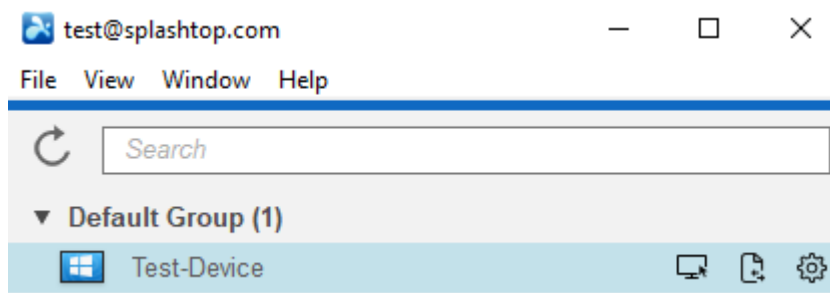 test@splashtop.com
File View Window Help
Search
Default Group (1)
Test-Device